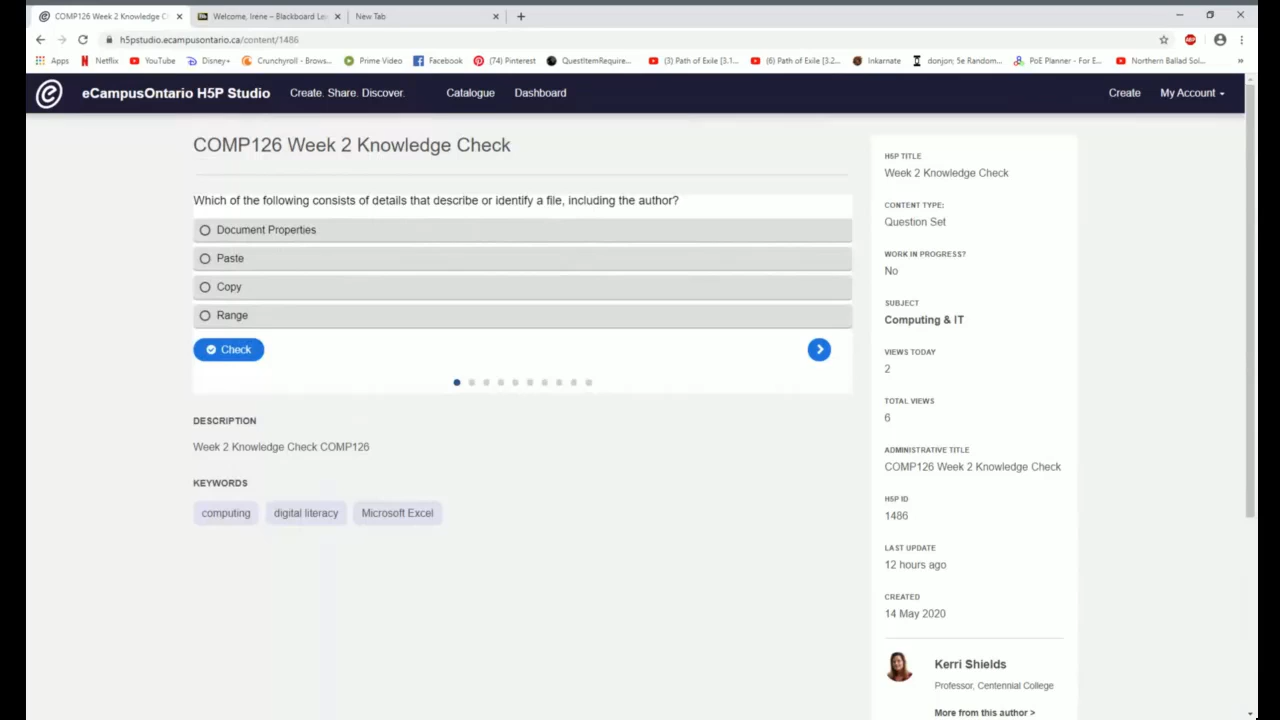 COMP126 Week 2 Knowledge C
Welcome, Irene – Blackboard Le
New Tab
h5pstudio.ecampusontario.ca/content/1486
Apps
Netflix
YouTube
Disney+
Crunchyroll - Brows...
Prime Video
Facebook
(74) Pinterest
QuestItemRequire...
(3) Path of Exile [3.1...
(6) Path of Exile [3.2...
Inkarnate
donjon; 5e Random...
PoE Planner - For E...
Northern Ballad Sol...
eCampusOntario H5P Studio
Create. Share. Discover.
Catalogue
Dashboard
Create
My Account
COMP126 Week 2 Knowledge Check
Which of the following consists of details that describe or identify a file, including the author?
Document Properties
Paste
Copy
Range
Check
DESCRIPTION
Week 2 Knowledge Check COMP126
KEYWORDS
computing
digital literacy
Microsoft Excel
H5P TITLE
Week 2 Knowledge Check
CONTENT TYPE:
Question Set
WORK IN PROGRESS?
No
SUBJECT
Computing & IT
VIEWS TODAY
2
TOTAL VIEWS
6
ADMINISTRATIVE TITLE
COMP126 Week 2 Knowledge Check
H5P ID
1486
LAST UPDATE
12 hours ago
CREATED
14 May 2020
Kerri Shields
Professor, Centennial College
More from this author >